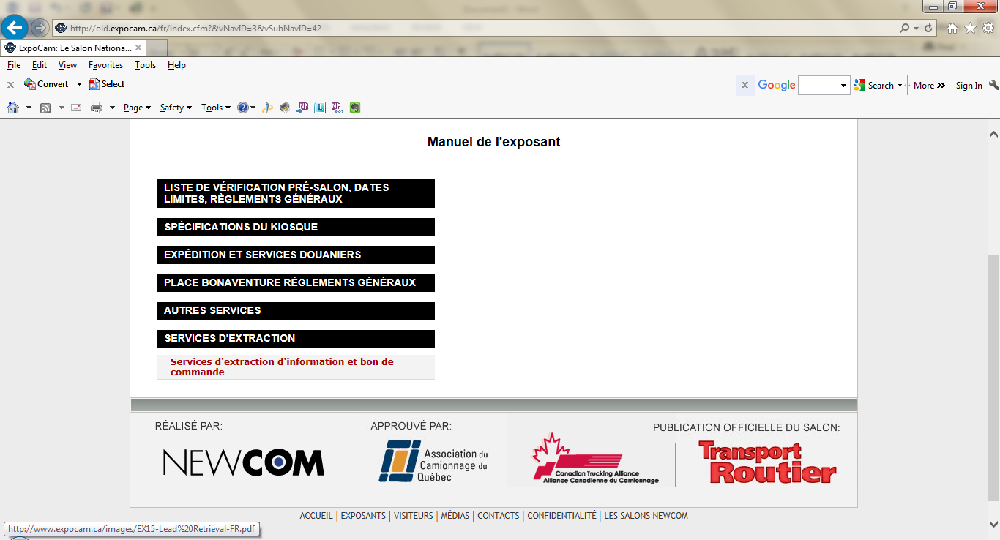 http://old.expocam.ca/fr/index.cfm?&vNavID=3&vSubNavID=42
ExpoCam: Le Salon Nationa...
File Edit View Favorites Tools Help
x Convert Select
x Google Search More » Sign In
Page Safety Tools
Manuel de l'exposant
LISTE DE VÉRIFICATION PRÉ-SALON, DATES
LIMITES, RÈGLEMENTS GÉNÉRAUX
SPÉCIFICATIONS DU KIOSQUE
EXPÉDITION ET SERVICES DOUANIERS
PLACE BONAVENTURE RÈGLEMENTS GÉNÉRAUX
AUTRES SERVICES
SERVICES D'EXTRACTION
Services d'extraction d'information et bon de
commande
RÉALISÉ PAR:
NEWCOM
APPROUVÉ PAR:
Association du
Camionnage du
Québec
Canadian Trucking Alliance
Alliance Canadienne du Camionnage
PUBLICATION OFFICIELLE DU SALON:
Transport
Routier
ACCUEIL | EXPOSANTS | VISITEURS | MÉDIAS | CONTACTS | CONFIDENTIALITÉ | LES SALONS NEWCOM
http://www.expocam.ca/images/EX15-Lead%20Retrieval-FR.pdf